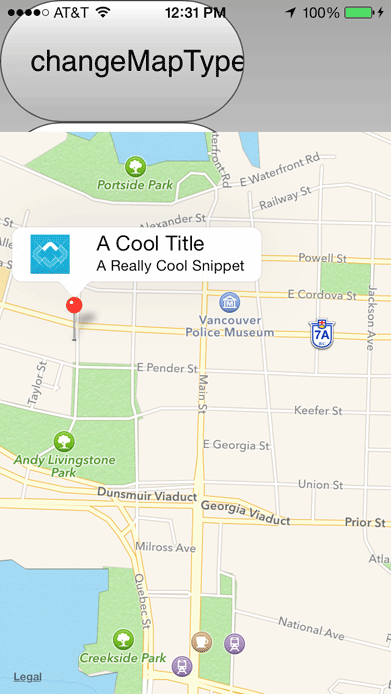 AT&T 12:31 PM 100%
changeMapType
Portside Park
E Waterfront Rd
Waterfront Rd
Railway St
Alexander St
Powell St
A Cool Title
A Really Cool Snippet
E Cordova St
Jackson Ave
Vancouver
Police Museum
7A
E Pender St
Taylor St
Main St
Keefer St
E Georgia St
Andy Livingstone
Park
Union St
Dunsmuir Viaduct
Georgia Viaduct
Prior St
Milross Ave
Quebec St
National Ave
Creekside Park
Legal